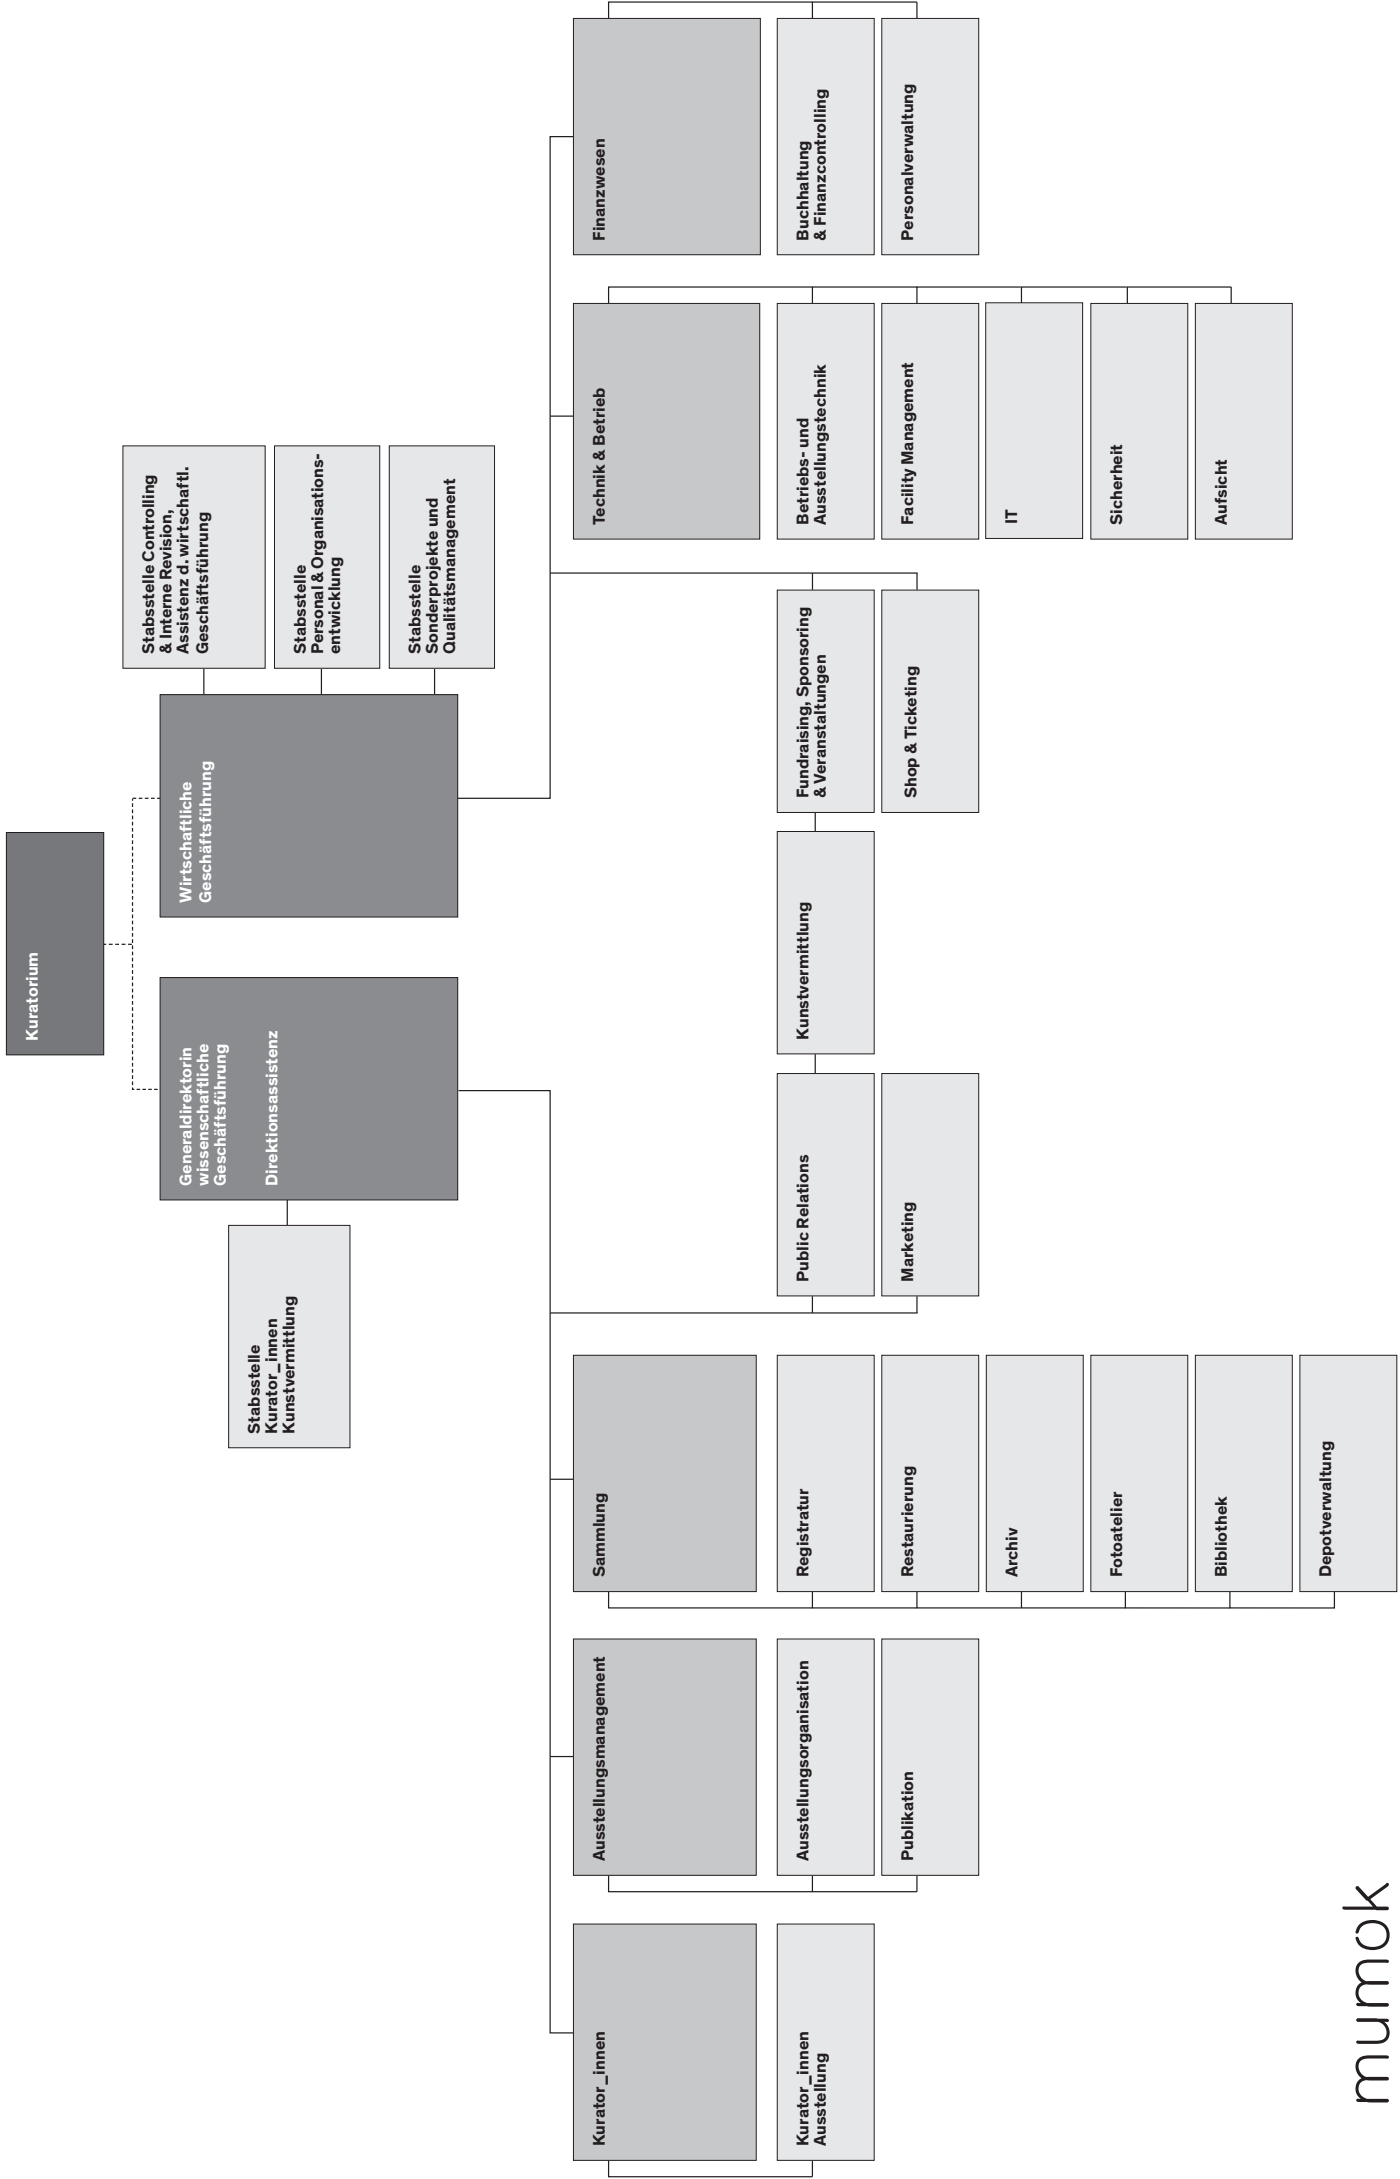 Kuratorium
Generaldirektorin
wissenschaftliche
Geschäftsführung
Direktionsassistenz
Wirtschaftliche
Geschäftsführung
Stabsstelle
Kurator_innen
Kunstvermittlung
Stabsstelle Controlling
& Interne Revision,
Assistenz d. wirtschaftl.
Geschäftsführung
Stabsstelle
Personal & Organisations-
entwicklung
Stabsstelle
Sonderprojekte und
Qualitätsmanagement
Kurator_innen
Kurator_innen
Ausstellung
Ausstellungsmanagement
Ausstellungsorganisation
Publikation
Sammlung
Registratur
Restaurierung
Archiv
Fotoatelier
Bibliothek
Depotverwaltung
Public Relations
Marketing
Kunstvermittlung
Fundraising, Sponsoring
& Veranstaltungen
Shop & Ticketing
Technik & Betrieb
Betriebs- und
Ausstellungstechnik
Facility Management
IT
Sicherheit
Aufsicht
Finanzwesen
Buchhaltung
& Finanzcontrolling
Personalverwaltung
mumok